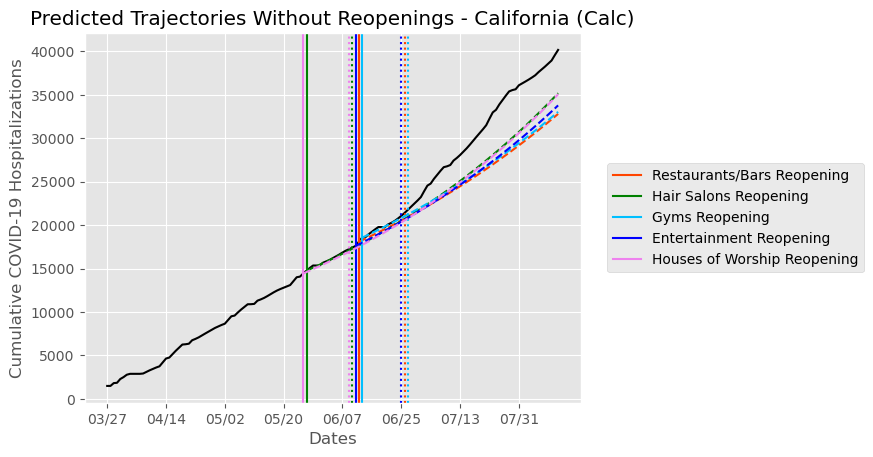 Predicted Trajectories Without Reopenings - California (Calc)
Cumulative COVID-19 Hospitalizations
40000
35000
30000
25000
20000
15000
10000
5000
0
03/27 04/14 05/02 05/20 06/07 06/25 07/13 07/31
Dates
Restaurants/Bars Reopening
Hair Salons Reopening
Gyms Reopening
Entertainment Reopening
Houses of Worship Reopening